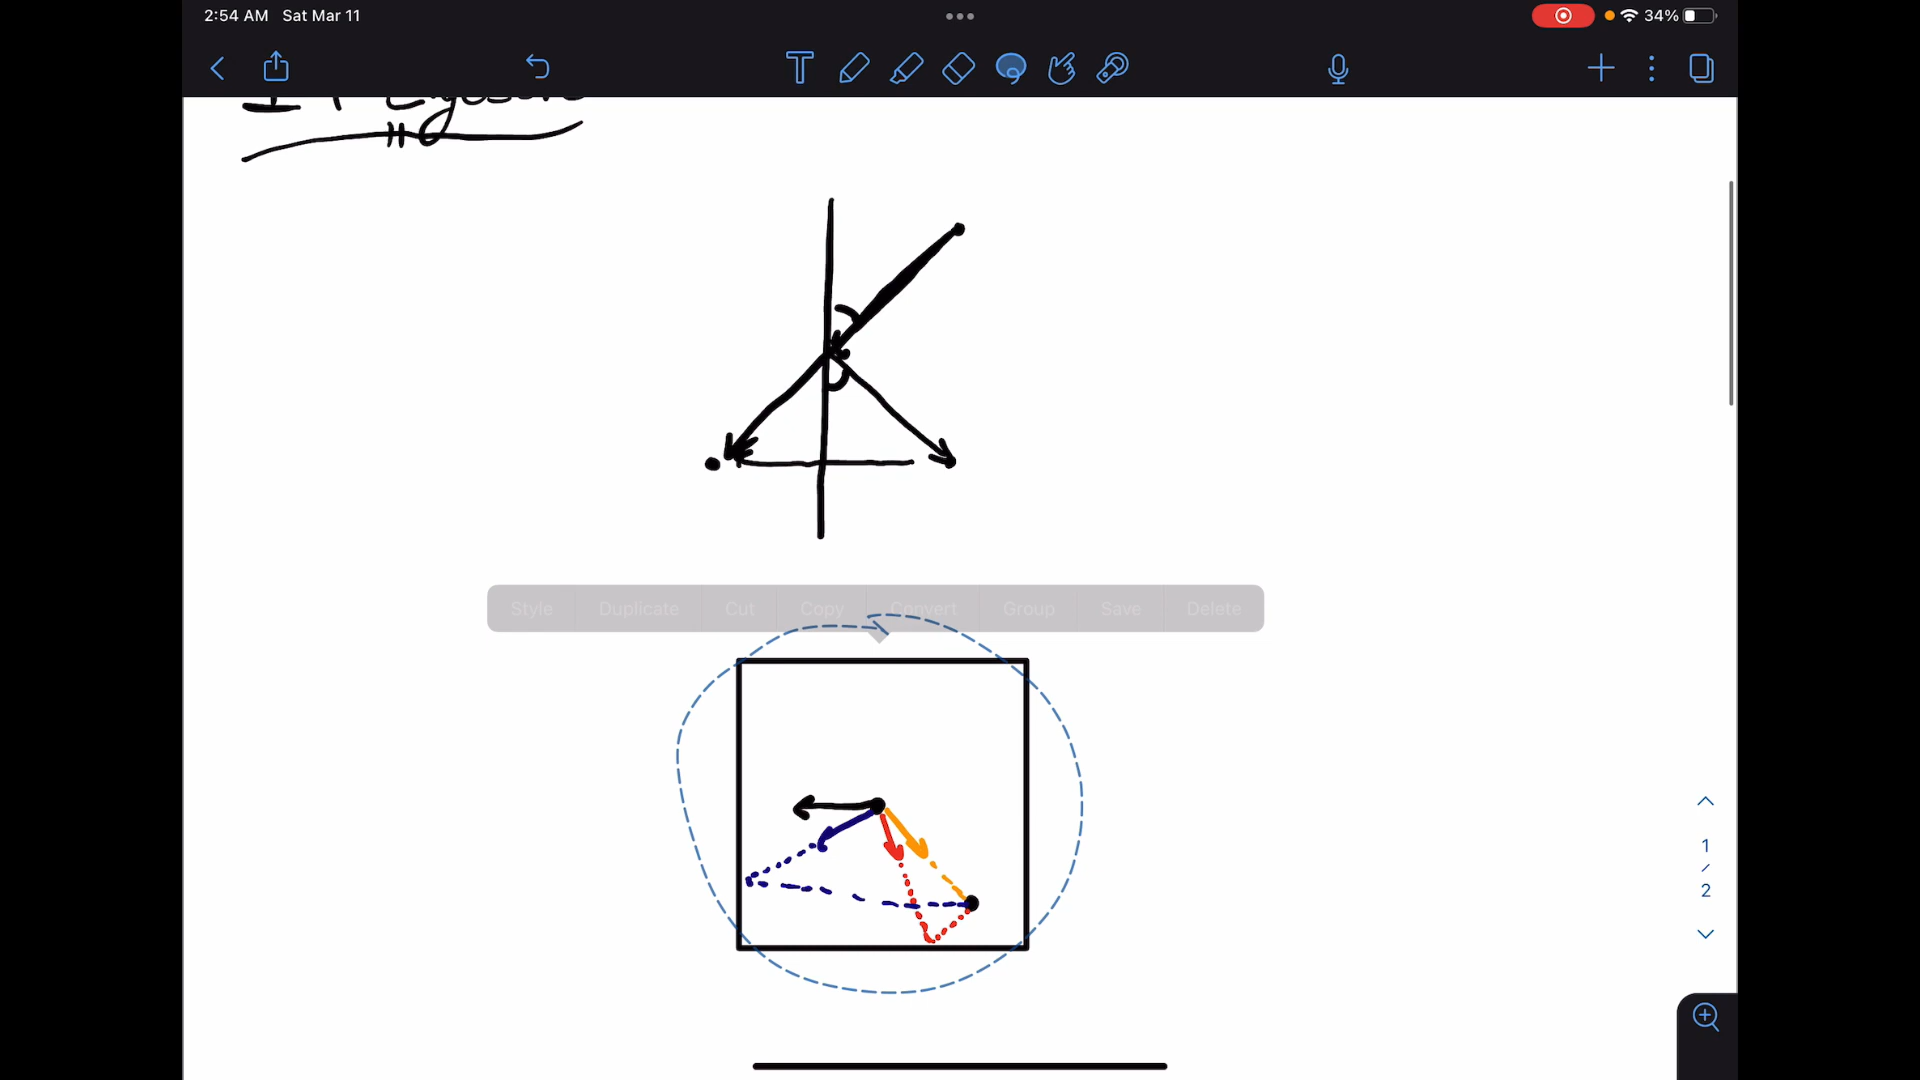 2:54 AM Sat Mar 11
34%
T
Style Duplicate Cut Copy Convert Group Save Delete
1
/
2